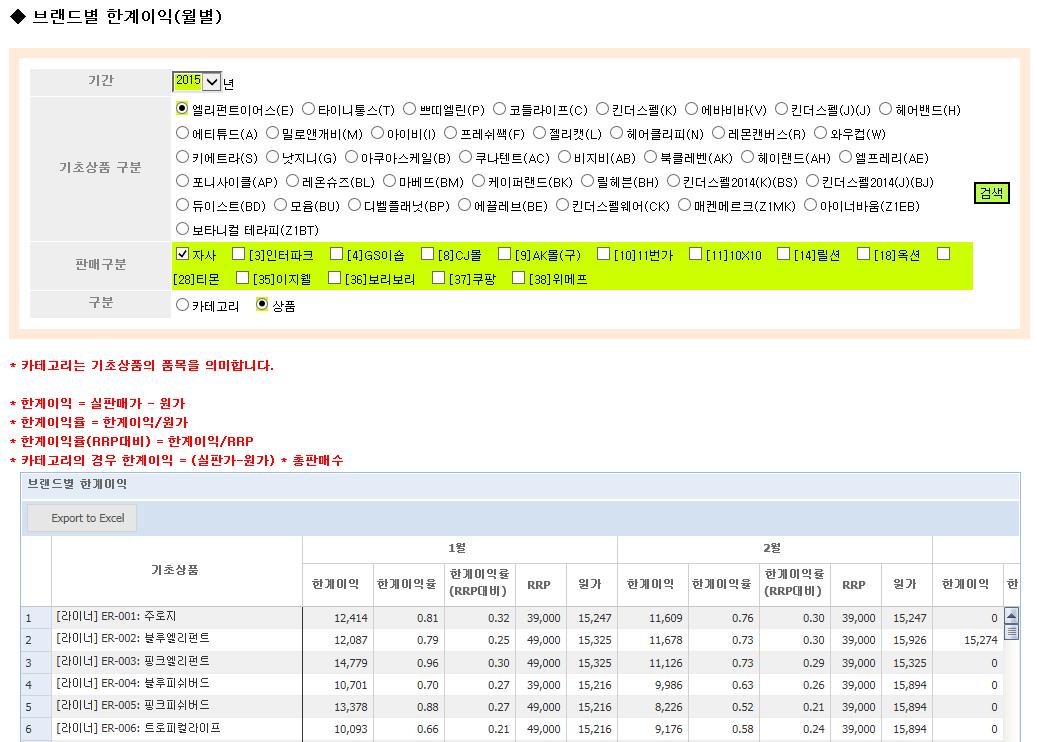 ◆ 브랜드별 한계이익(월별)
기간 2015 년
기초상품 구분
엘리펀트이어스(E) 타이니통스(T) 쁘띠엘린(P) 코들라이프(C) 킨더스펠(K) 에바비바(V) 킨더스펠(J)(J) 헤어밴드(H)
에티튜드(A) 밀로앤개비(M) 아이비(I) 프레쉬쌕(F) 젤리캣(L) 헤어클리피(N) 레몬캔버스(R) 와우컵(W)
키에트라(S) 낫지니(G) 아쿠아스케일(B) 쿠나텐트(AC) 비지비(AB) 북클레벤(AK) 헤이랜드(AH) 엘프레리(AE)
포니사이클(AP) 레온슈즈(BL) 마베뜨(BM) 케이퍼랜드(BK) 릴헤븐(BH) 킨더스펠2014(K)(BS) 킨더스펠2014(J)(BJ)
듀이스트(BD) 모윰(BU) 디벨플래닛(BP) 에끌레브(BE) 킨더스펠웨어(CK) 매켄메르크(Z1MK) 아이너바움(Z1EB)
보타니컬 테라피(Z1BT)
검색
판매구분
자사 [3]인터파크 [4]GS이숍 [8]CJ몰 [9]AK몰(구) [10]11번가 [11]10X10 [14]릴션 [18]옥션
[28]티몬 [35]이지웰 [36]보리보리 [37]쿠팡 [38]위메프
구분 카테고리 상품
* 카테고리는 기초상품의 품목을 의미합니다.
* 한계이익 = 실판매가 - 원가
* 한계이익율 = 한계이익/원가
* 한계이익율(RRP대비) = 한계이익/RRP
* 카테고리의 경우 한계이익 = (실판가-원가) * 총판매수
브랜드별 한계이익
Export to Excel
기초상품 1월 2월
한계이익 한계이익율 한계이익율 (RRP대비) RRP 원가 한계이익 한계이익율 한계이익율 (RRP대비) RRP 원가 한계이익 한
1 [라이너] ER-001: 주로지 12,414 0.81 0.32 39,000 15,247 11,609 0.76 0.30 39,000 15,247 0
2 [라이너] ER-002: 블루엘리펀트 12,087 0.79 0.25 49,000 15,325 11,678 0.73 0.30 39,000 15,926 15,274
3 [라이너] ER-003: 핑크엘리펀트 14,779 0.96 0.30 49,000 15,325 11,126 0.73 0.29 39,000 15,325 0
4 [라이너] ER-004: 블루피쉬버드 10,701 0.70 0.27 39,000 15,216 9,986 0.63 0.26 39,000 15,894 0
5 [라이너] ER-005: 핑크피쉬버드 13,378 0.88 0.27 49,000 15,216 8,226 0.52 0.21 39,000 15,894 0
6 [라이너] ER-006: 트로피컬라이프 10,093 0.66 0.21 49,000 15,216 9,176 0.58 0.24 39,000 15,894 0